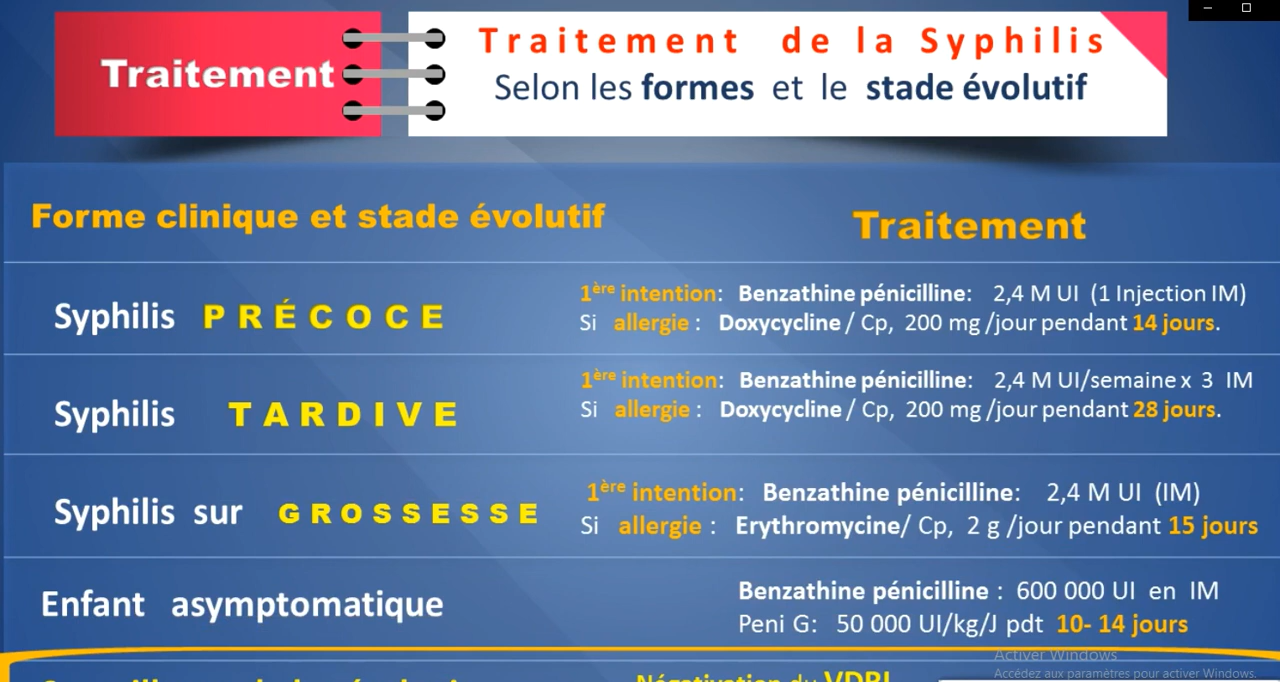 Traitement
Traitement de la Syphilis
Selon les formes et le stade évolutif
Forme clinique et stade évolutif
Traitement
Syphilis PRÉCOCE
1ère intention: Benzathine pénicilline: 2,4 M UI (1 Injection IM)
Si allergie : Doxycycline / Cp, 200 mg /jour pendant 14 jours.
Syphilis TARDIVE
1ère intention: Benzathine pénicilline: 2,4 M UI/semaine x 3 IM
Si allergie : Doxycycline / Cp, 200 mg /jour pendant 28 jours.
Syphilis sur GROSSESSE
1ère intention: Benzathine pénicilline: 2,4 M UI (IM)
Si allergie : Erythromycine/ Cp, 2 g /jour pendant 15 jours
Enfant asymptomatique
Benzathine pénicilline : 600 000 UI en IM
Peni G: 50 000 UI/kg/J pdt 10- 14 jours
Activer Windows
Accédez aux paramètres pour activer Windows.
Négativation du VDRL